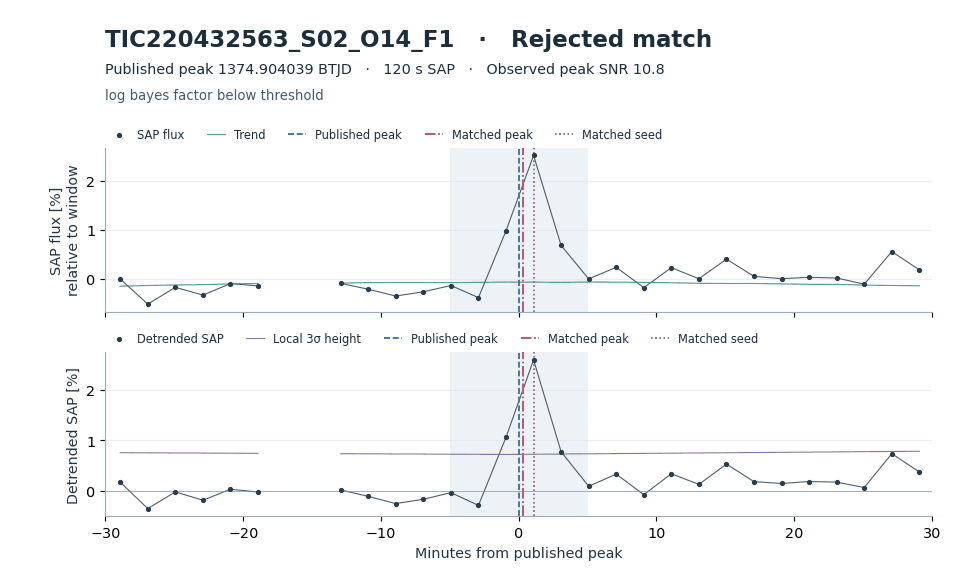 TIC220432563_S02_O14_F1 · Rejected match
Published peak 1374.904039 BTJD · 120 s SAP · Observed peak SNR 10.8
log bayes factor below threshold
SAP flux Trend Published peak Matched peak Matched seed
SAP flux [%]
relative to window
2
1
0
Detrended SAP Local 3σ height Published peak Matched peak Matched seed
Detrended SAP [%]
2
1
0
−30 −20 −10 0 10 20 30
Minutes from published peak